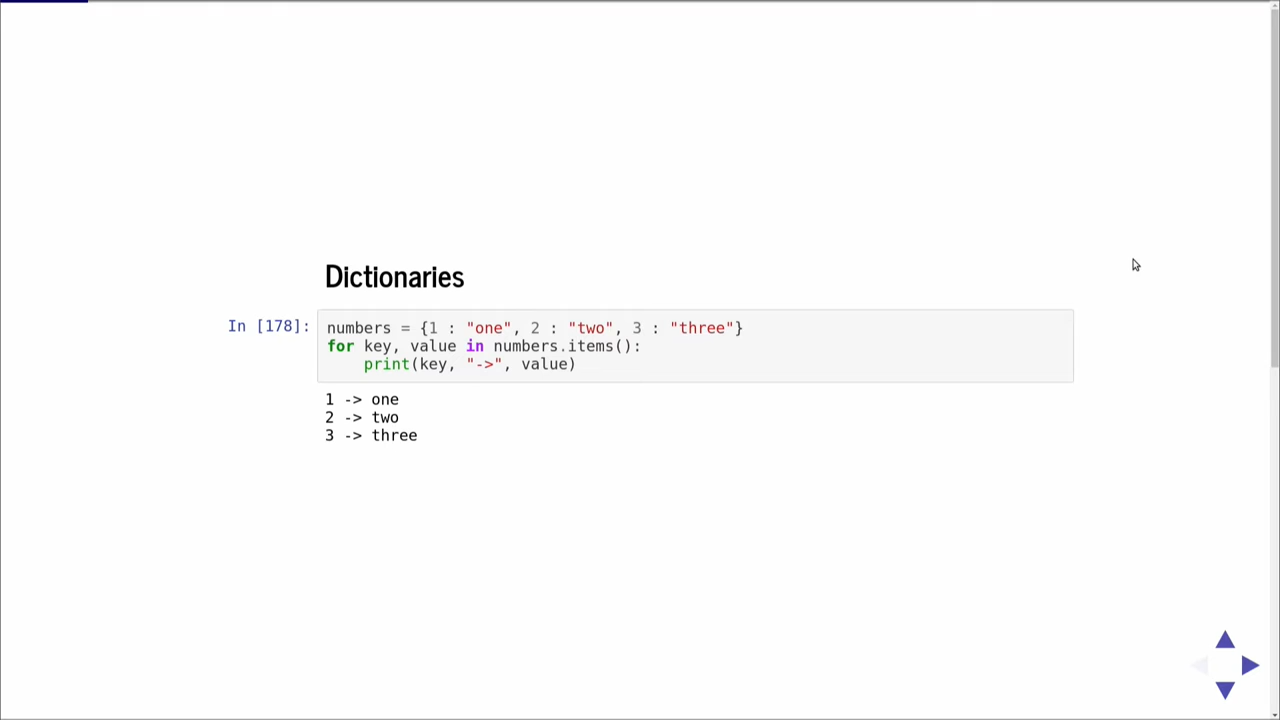 Dictionaries
In [178]:
numbers = {1 : "one", 2 : "two", 3 : "three"}
for key, value in numbers.items():
    print(key, "->", value)
1 -> one
2 -> two
3 -> three